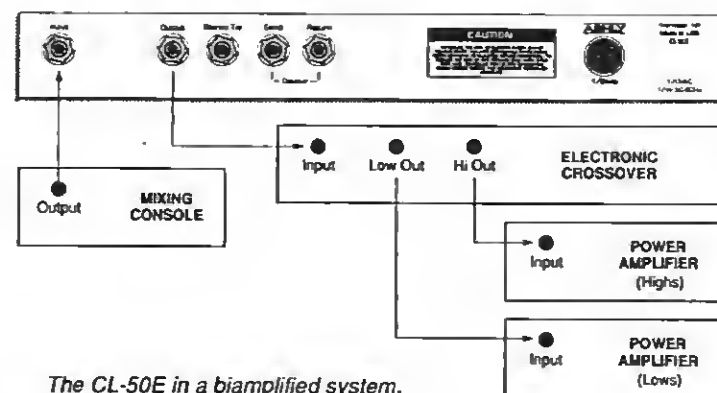 Input
Output
Stereo Tie
Send
Return
Detector
CAUTION
Input
Low Out
Hi Out
ELECTRONIC
CROSSOVER
Output
MIXING
CONSOLE
Input
POWER
AMPLIFIER
(Highs)
Input
POWER
AMPLIFIER
(Lows)
The CL-50E in a biamplified system.